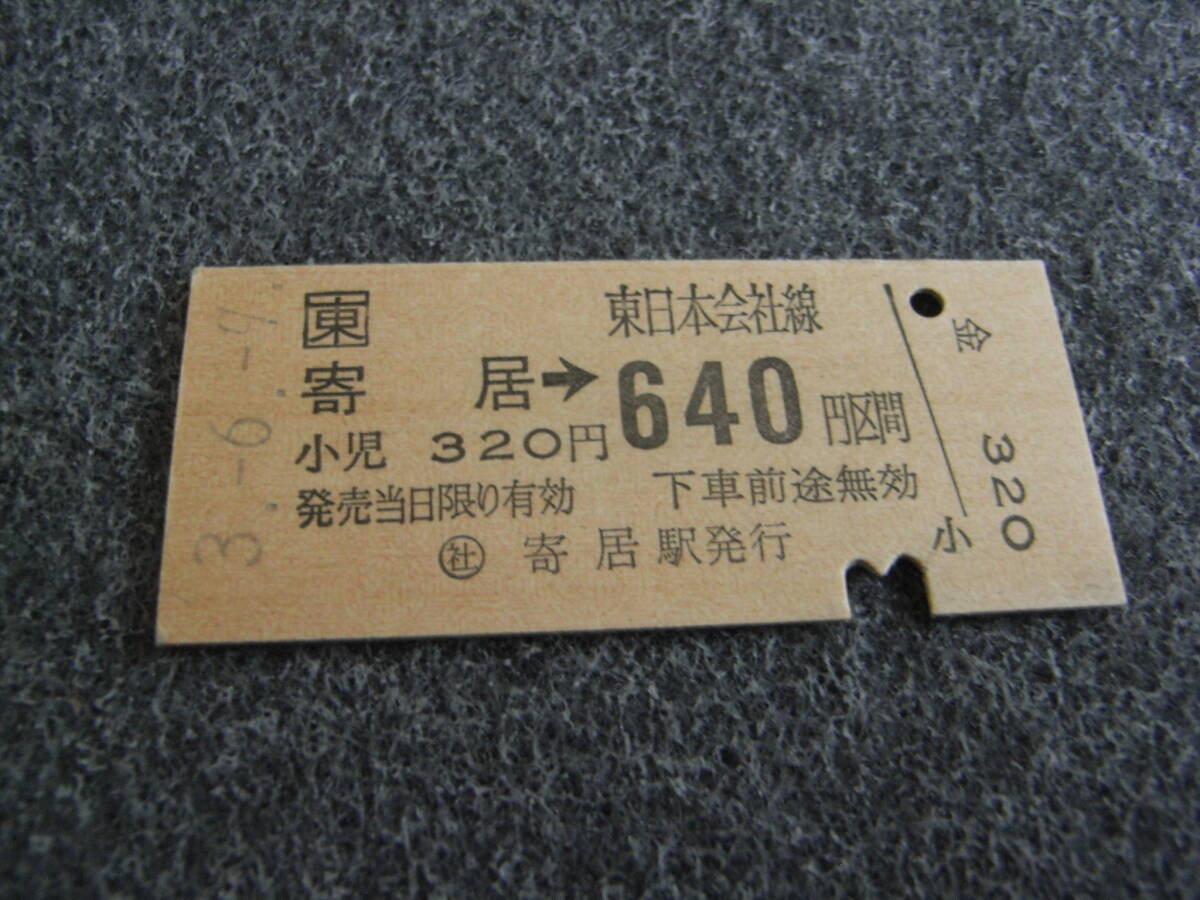 3.-6.-7.
東
東日本会社線
寄居→640円区間
小児 320円
発売当日限り有効 下車前途無効
㊓ 寄居駅発行
金
320
小